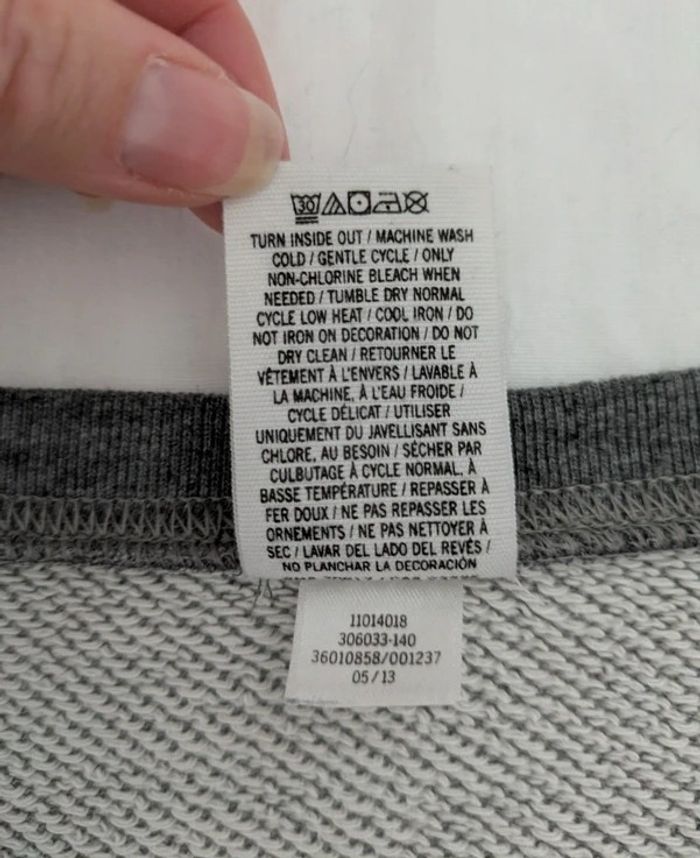 30
TURN INSIDE OUT / MACHINE WASH
COLD / GENTLE CYCLE / ONLY
NON-CHLORINE BLEACH WHEN
NEEDED / TUMBLE DRY NORMAL
CYCLE LOW HEAT / COOL IRON / DO
NOT IRON ON DECORATION / DO NOT
DRY CLEAN / RETOURNER LE
VÊTEMENT À L'ENVERS / LAVABLE À
LA MACHINE, À L'EAU FROIDE /
CYCLE DÉLICAT / UTILISER
UNIQUEMENT DU JAVELLISANT SANS
CHLORE, AU BESOIN / SÉCHER PAR
CULBUTAGE À CYCLE NORMAL, À
BASSE TEMPÉRATURE / REPASSER À
FER DOUX / NE PAS REPASSER LES
ORNEMENTS / NE PAS NETTOYER À
SEC / LAVAR DEL LADO DEL REVÉS /
NO PLANCHAR LA DECORACIÓN
11014018
306033-140
36010858/001237
05/13